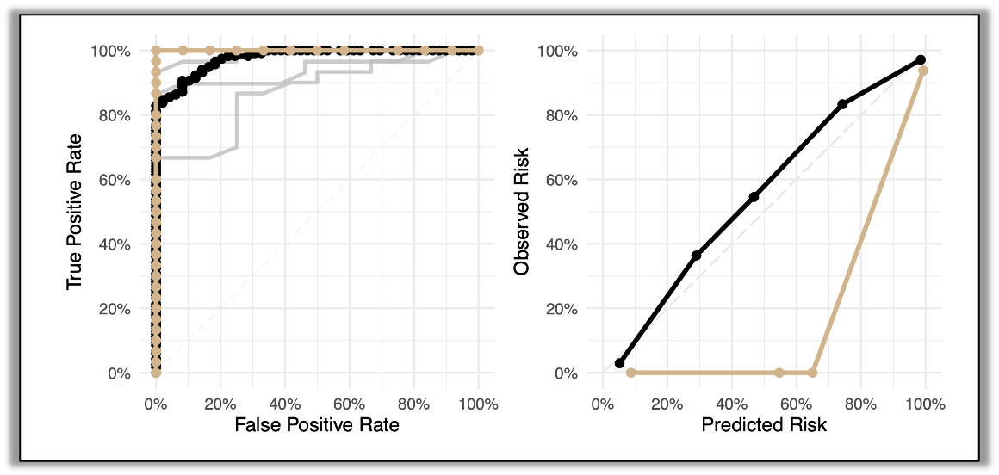 100%
80%
60%
40%
20%
0%
True Positive Rate
0% 20% 40% 60% 80% 100%
False Positive Rate
100%
80%
60%
40%
20%
0%
Observed Risk
0% 20% 40% 60% 80% 100%
Predicted Risk